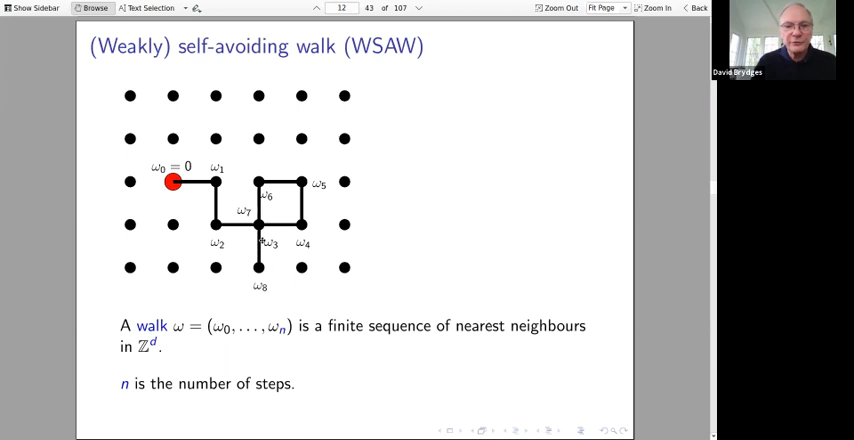 Show Sidebar Browse Text Selection 12 43 of 107 Zoom Out Fit Page Zoom In Back
David Brydges
(Weakly) self-avoiding walk (WSAW)
ω₀ = 0 ω₁
ω₆ ω₅
ω₇
ω₂ ω₃ ω₄
ω₈
A walk ω = (ω₀, . . . , ωₙ) is a finite sequence of nearest neighbours
in ℤᵈ.
n is the number of steps.